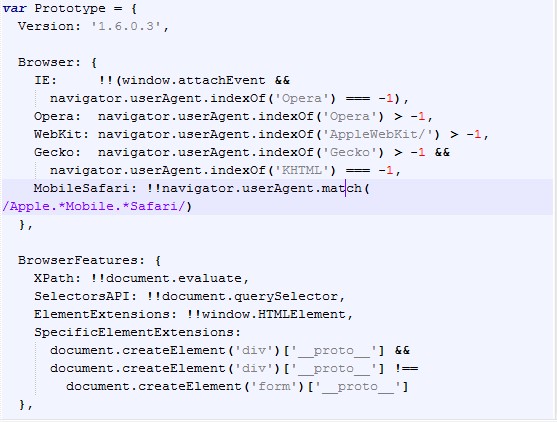 var Prototype = {
  Version: '1.6.0.3',

  Browser: {
    IE:     !!(window.attachEvent &&
      navigator.userAgent.indexOf('Opera') === -1),
    Opera:  navigator.userAgent.indexOf('Opera') > -1,
    WebKit: navigator.userAgent.indexOf('AppleWebKit/') > -1,
    Gecko:  navigator.userAgent.indexOf('Gecko') > -1 &&
      navigator.userAgent.indexOf('KHTML') === -1,
    MobileSafari: !!navigator.userAgent.match(
/Apple.*Mobile.*Safari/)
  },

  BrowserFeatures: {
    XPath: !!document.evaluate,
    SelectorsAPI: !!document.querySelector,
    ElementExtensions: !!window.HTMLElement,
    SpecificElementExtensions:
      document.createElement('div')['__proto__'] &&
      document.createElement('div')['__proto__'] !==
        document.createElement('form')['__proto__']
  },